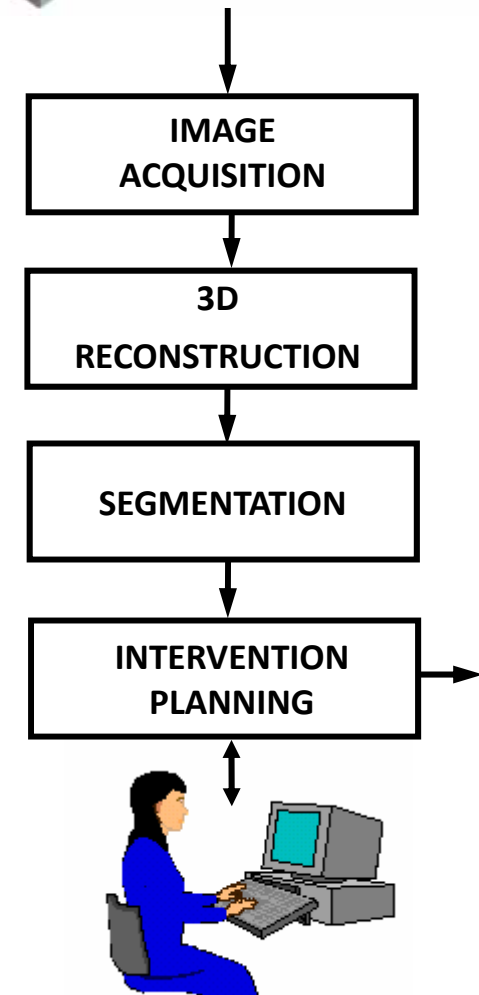 IMAGE
ACQUISITION
3D
RECONSTRUCTION
SEGMENTATION
INTERVENTION
PLANNING